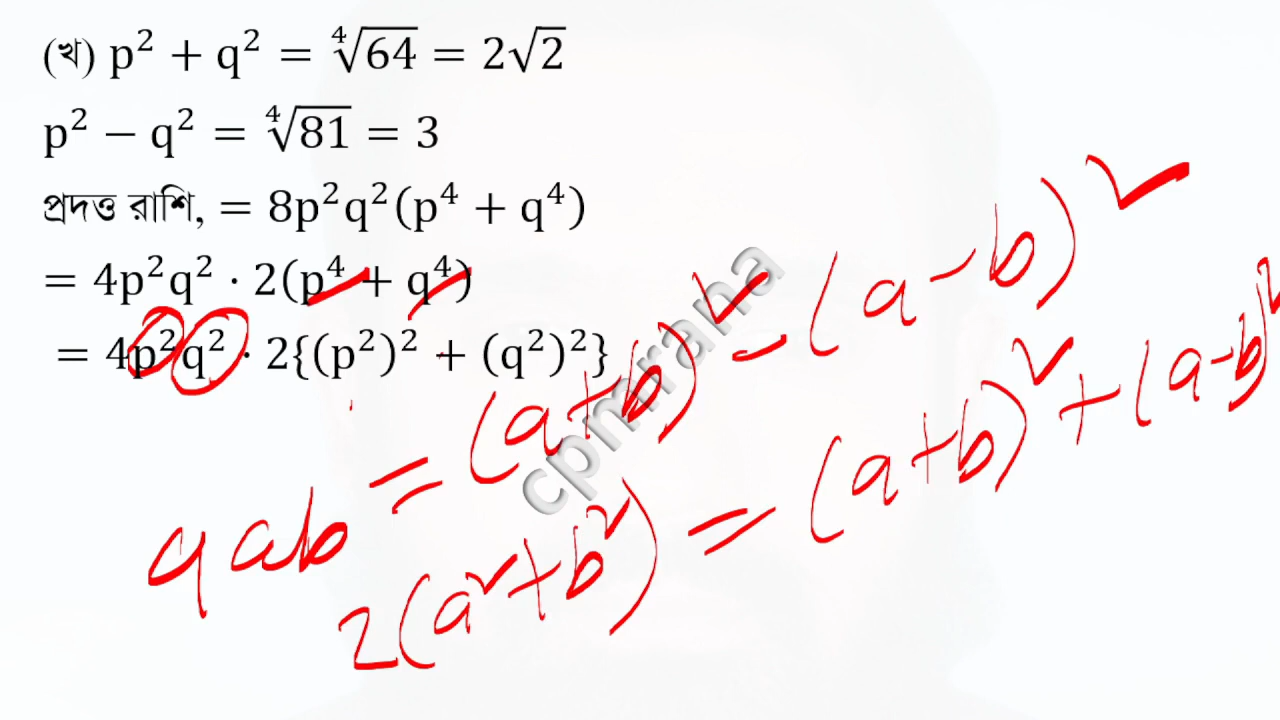 (খ) p² + q² = ∜64 = 2√2
p² − q² = ∜81 = 3
প্রদত্ত রাশি, = 8p²q²(p⁴ + q⁴)
= 4p²q² · 2(p⁴ + q⁴)
= 4p²q² · 2{(p²)² + (q²)²}
4ab = (a+b)² − (a−b)²
2(a²+b²) = (a+b)² + (a−b)²
cpmrana